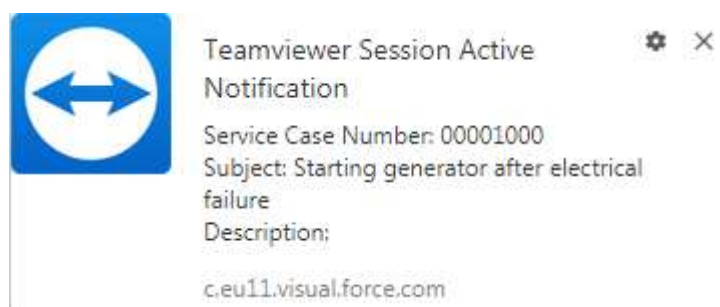 Teamviewer Session Active
Notification
Service Case Number: 00001000
Subject: Starting generator after electrical
failure
Description:
c.eu11.visual.force.com